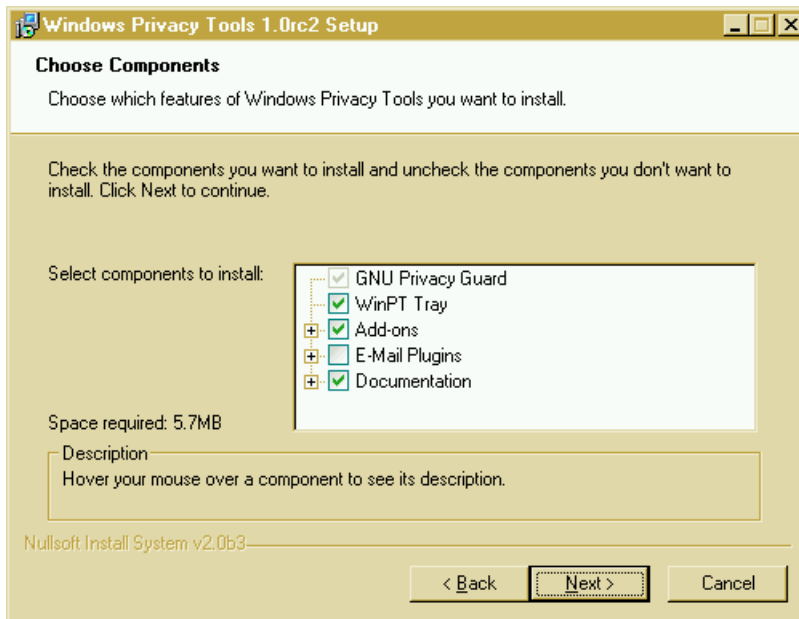 Windows Privacy Tools 1.0rc2 Setup
Choose Components
Choose which features of Windows Privacy Tools you want to install.
Check the components you want to install and uncheck the components you don't want to
install. Click Next to continue.
Select components to install:
GNU Privacy Guard
WinPT Tray
Add-ons
E-Mail Plugins
Documentation
Space required: 5.7MB
Description
Hover your mouse over a component to see its description.
Nullsoft Install System v2.0b3
< Back
Next >
Cancel